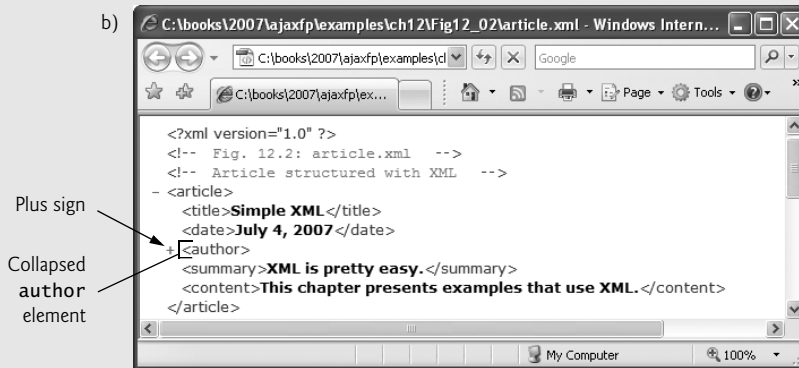 b)
C:\books\2007\ajaxfp\examples\ch12\Fig12_02\article.xml - Windows Intern...
C:\books\2007\ajaxfp\examples\cl
Google
C:\books\2007\ajaxfp\ex...
Page
Tools
»
<?xml version="1.0" ?>
<!-- Fig. 12.2: article.xml -->
<!-- Article structured with XML -->
- <article>
<title>Simple XML</title>
<date>July 4, 2007</date>
Plus sign
+ <author>
<summary>XML is pretty easy.</summary>
Collapsed
author
element
<content>This chapter presents examples that use XML.</content>
</article>
My Computer
100%